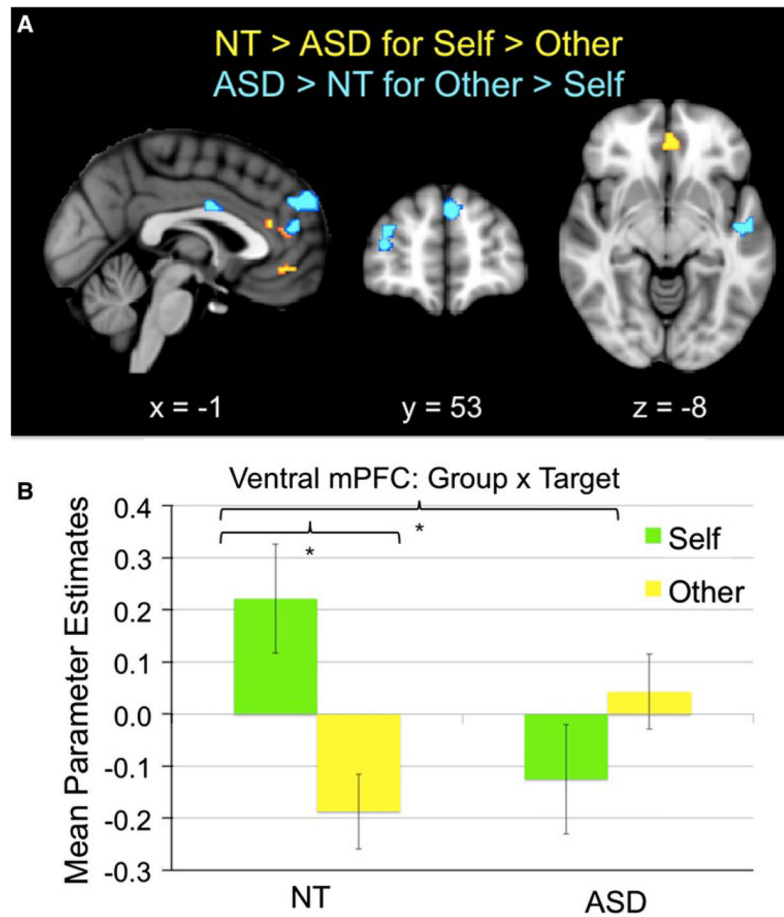 A
NT > ASD for Self > Other
ASD > NT for Other > Self
x = -1
y = 53
z = -8
B
Ventral mPFC: Group x Target
Mean Parameter Estimates
0.4
0.3
0.2
0.1
0.0
-0.1
-0.2
-0.3
*
*
Self
Other
NT
ASD